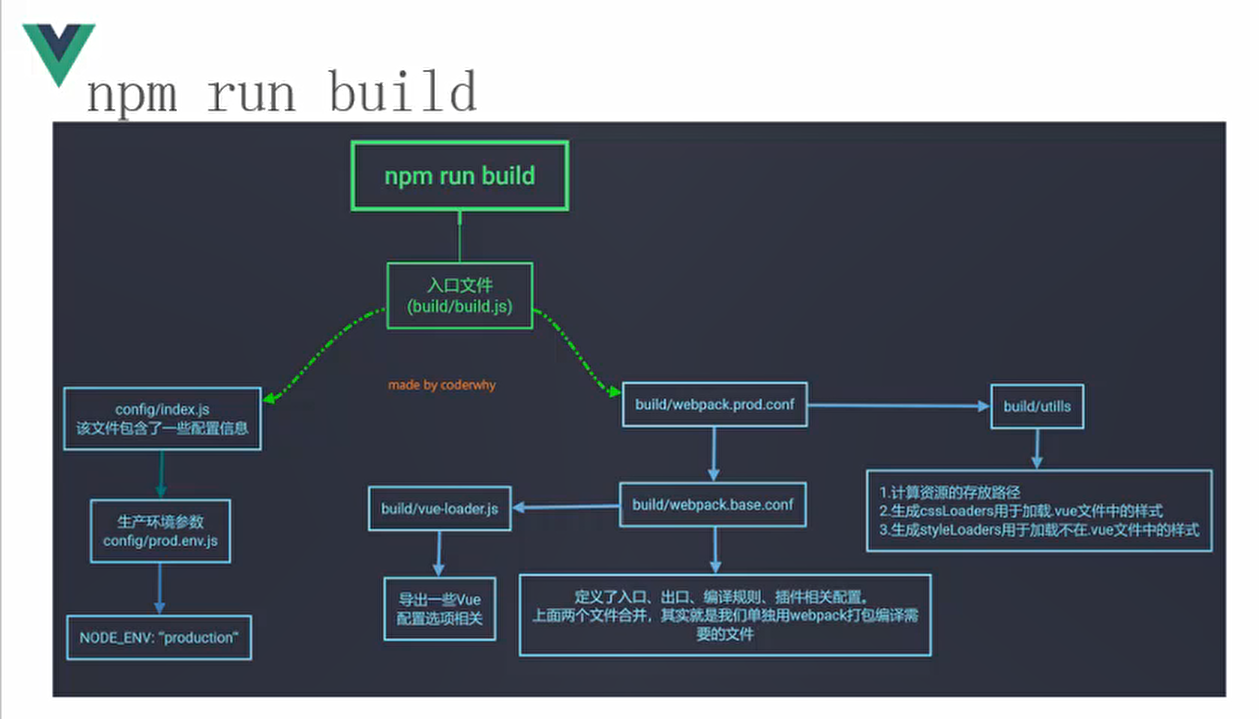 npm run build
npm run build
入口文件
(build/build.js)
made by coderwhy
config/index.js
该文件包含了一些配置信息
build/webpack.prod.conf
build/utills
生产环境参数
config/prod.env.js
build/vue-loader.js
build/webpack.base.conf
1.计算资源的存放路径
2.生成cssLoaders用于加载.vue文件中的样式
3.生成styleLoaders用于加载不在.vue文件中的样式
NODE_ENV: "production"
导出一些Vue
配置选项相关
定义了入口、出口、编译规则、插件相关配置。
上面两个文件合并，其实就是我们单独用webpack打包编译需
要的文件